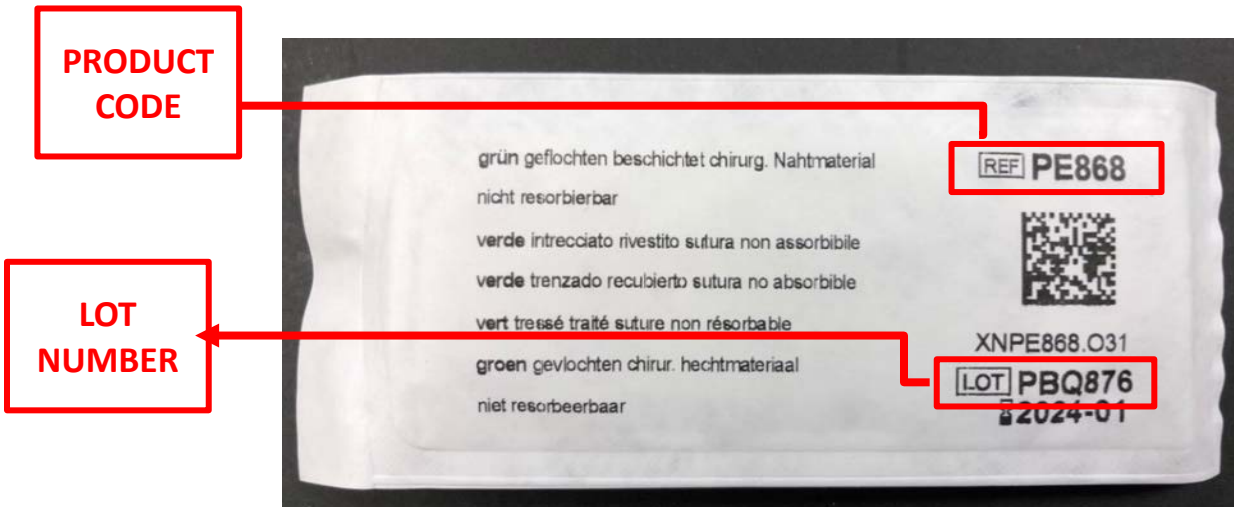 PRODUCT
CODE
grün geflochten beschichtet chirurg. Nahtmaterial
REF PE868
nicht resorbierbar
verde intrecciato rivestito sutura non assorbibile
verde trenzado recubierto sutura no absorbible
LOT
NUMBER
vert tressé traité suture non résorbable
XNPE868.O31
groen gevlochten chirur. hechtmateriaal
LOT PBQ876
niet resorbeerbaar
2024-01